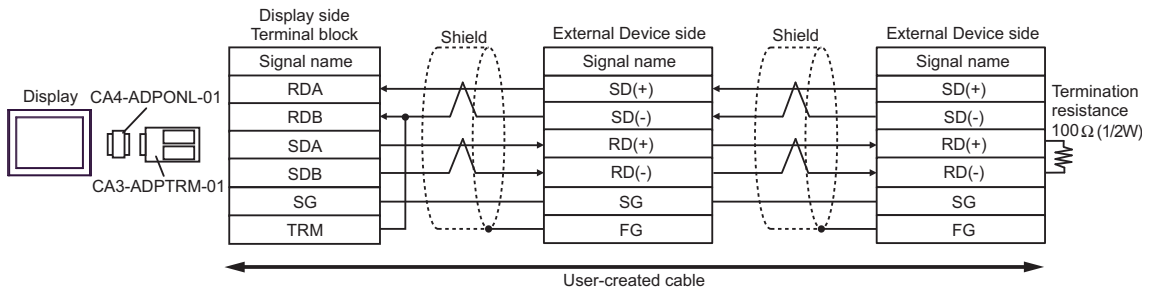 Display side
Terminal block
Shield
External Device side
Shield
External Device side
Signal name
Signal name
Signal name
Display
CA4-ADPONL-01
CA3-ADPTRM-01
RDA
SD(+)
SD(+)
RDB
SD(-)
SD(-)
SDA
RD(+)
RD(+)
SDB
RD(-)
RD(-)
SG
SG
SG
TRM
FG
FG
Termination
resistance
100Ω(1/2W)
User-created cable